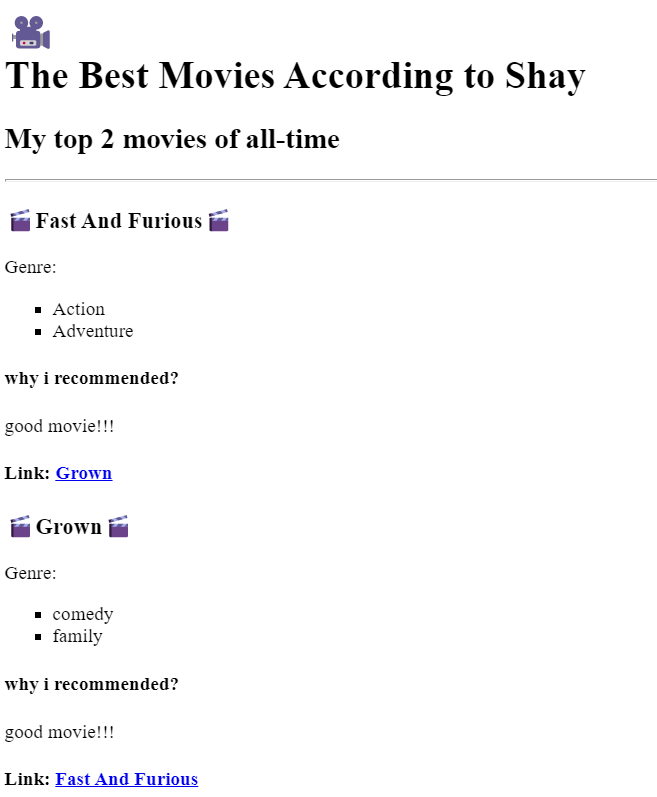 The Best Movies According to Shay
My top 2 movies of all-time
Fast And Furious
Genre:
Action
Adventure
why i recommended?
good movie!!!
Link: Grown
Grown
Genre:
comedy
family
why i recommended?
good movie!!!
Link: Fast And Furious